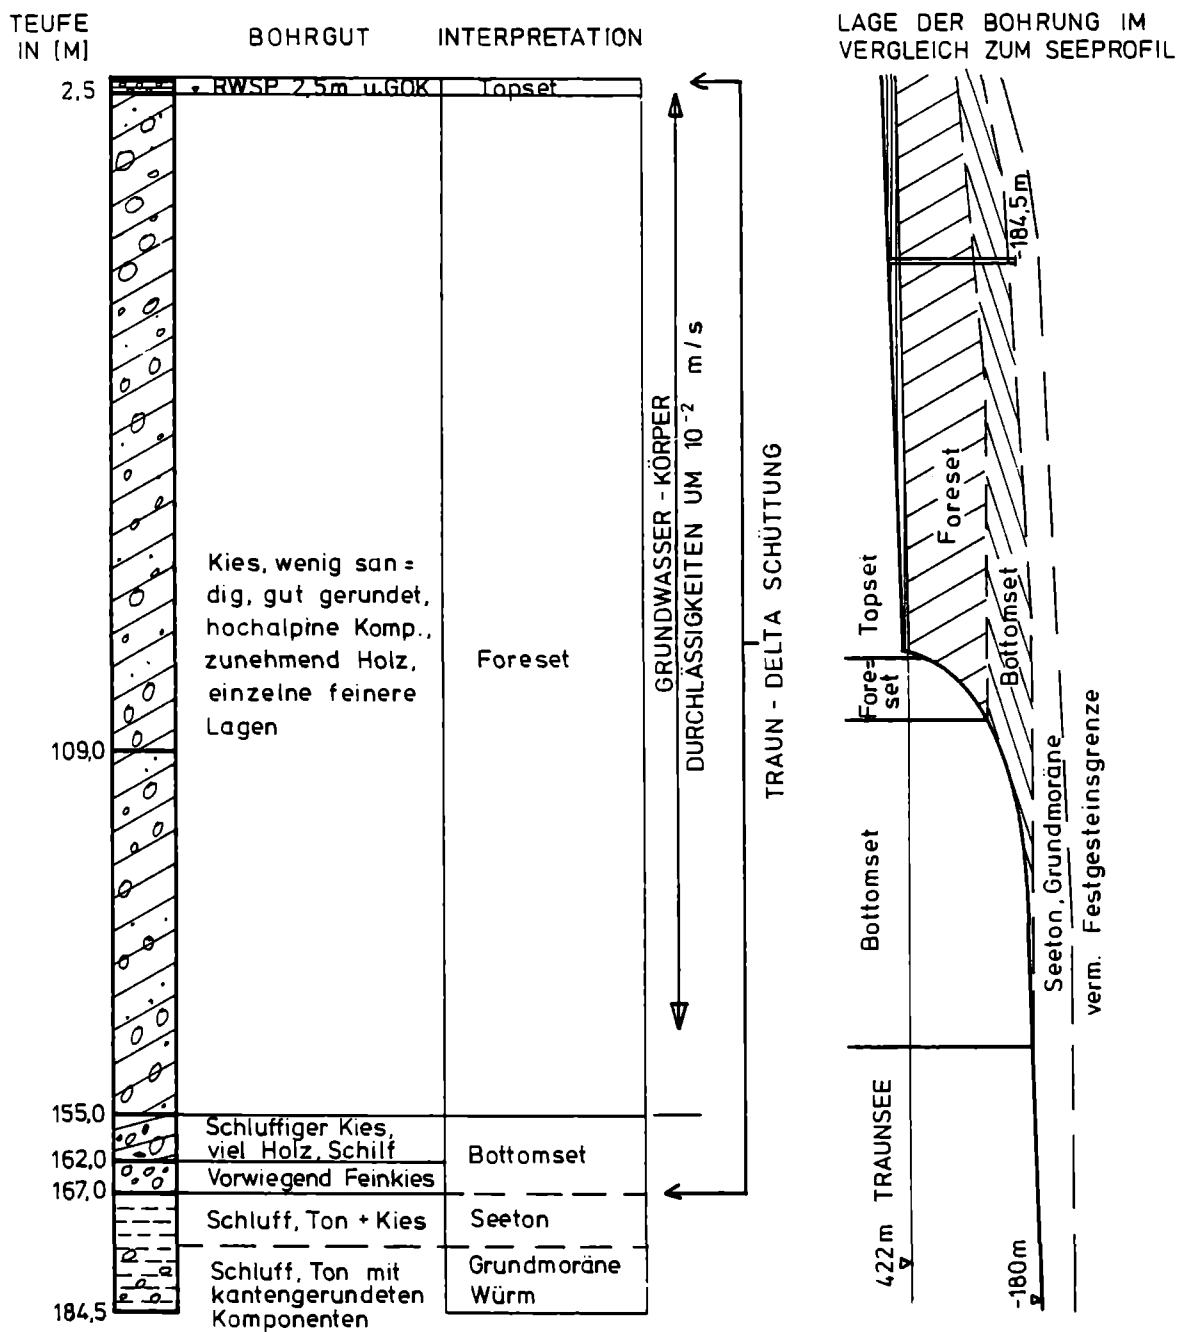 TEUFE
IN [M]
BOHRGUT
INTERPRETATION
LAGE DER BOHRUNG IM
VERGLEICH ZUM SEEPROFIL
2,5
RWSP 2,5m u.GOK
Topset
Kies, wenig san=
dig, gut gerundet,
hochalpine Komp.,
zunehmend Holz,
einzelne feinere
Lagen
Foreset
109,0
155,0
Schluffiger Kies,
viel Holz, Schilf
162,0
Bottomset
Vorwiegend Feinkies
167,0
Schluff, Ton + Kies
Seeton
Schluff, Ton mit
kantengerundeten
Komponenten
Grundmoräne
Würm
184,5
GRUNDWASSER - KÖRPER
DURCHLÄSSIGKEITEN UM 10⁻² m/s
TRAUN - DELTA SCHÜTTUNG
-184,5m
Foreset
Topset
Bottomset
Fore=
set
Bottomset
Seeton, Grundmoräne
verm. Festgesteinsgrenze
422m TRAUNSEE
-180m